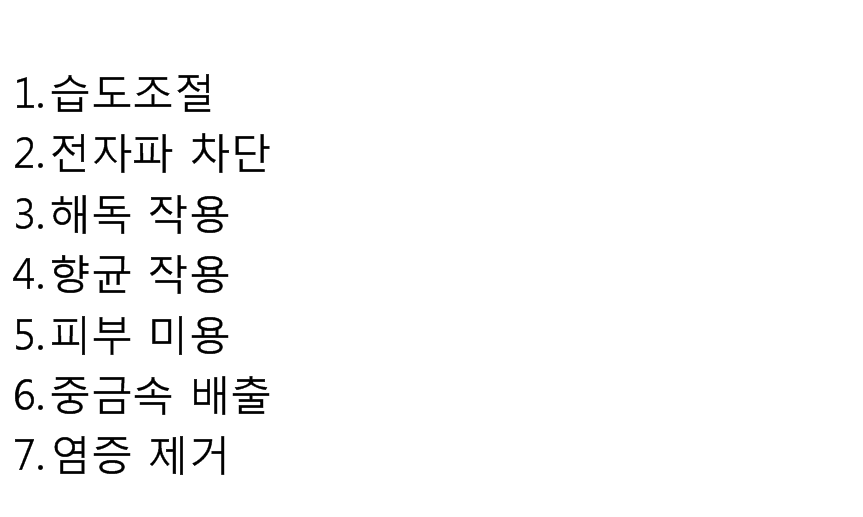 1.습도조절
2.전자파 차단
3.해독 작용
4.향균 작용
5.피부 미용
6.중금속 배출
7.염증 제거